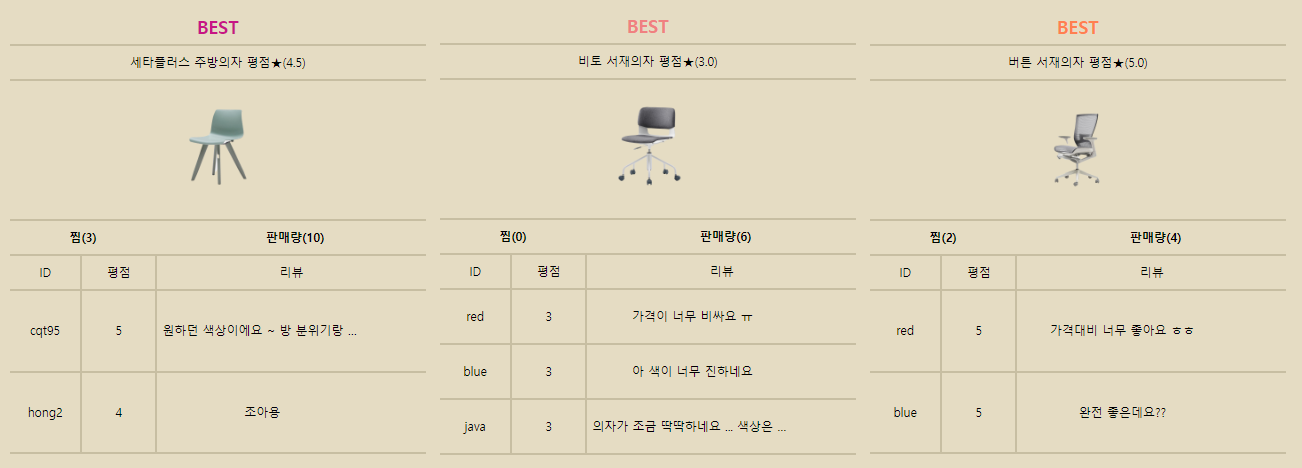 BEST
세타플러스 주방의자 평점★(4.5)
찜(3) 판매량(10)
ID 평점 리뷰
cqt95 5 원하던 색상이에요 ~ 방 분위기랑 ...
hong2 4 조아용
BEST
비토 서재의자 평점★(3.0)
찜(0) 판매량(6)
ID 평점 리뷰
red 3 가격이 너무 비싸요 ㅠ
blue 3 아 색이 너무 진하네요
java 3 의자가 조금 딱딱하네요 ... 색상은 ...
BEST
버튼 서재의자 평점★(5.0)
찜(2) 판매량(4)
ID 평점 리뷰
red 5 가격대비 너무 좋아요 ㅎㅎ
blue 5 완전 좋은데요??